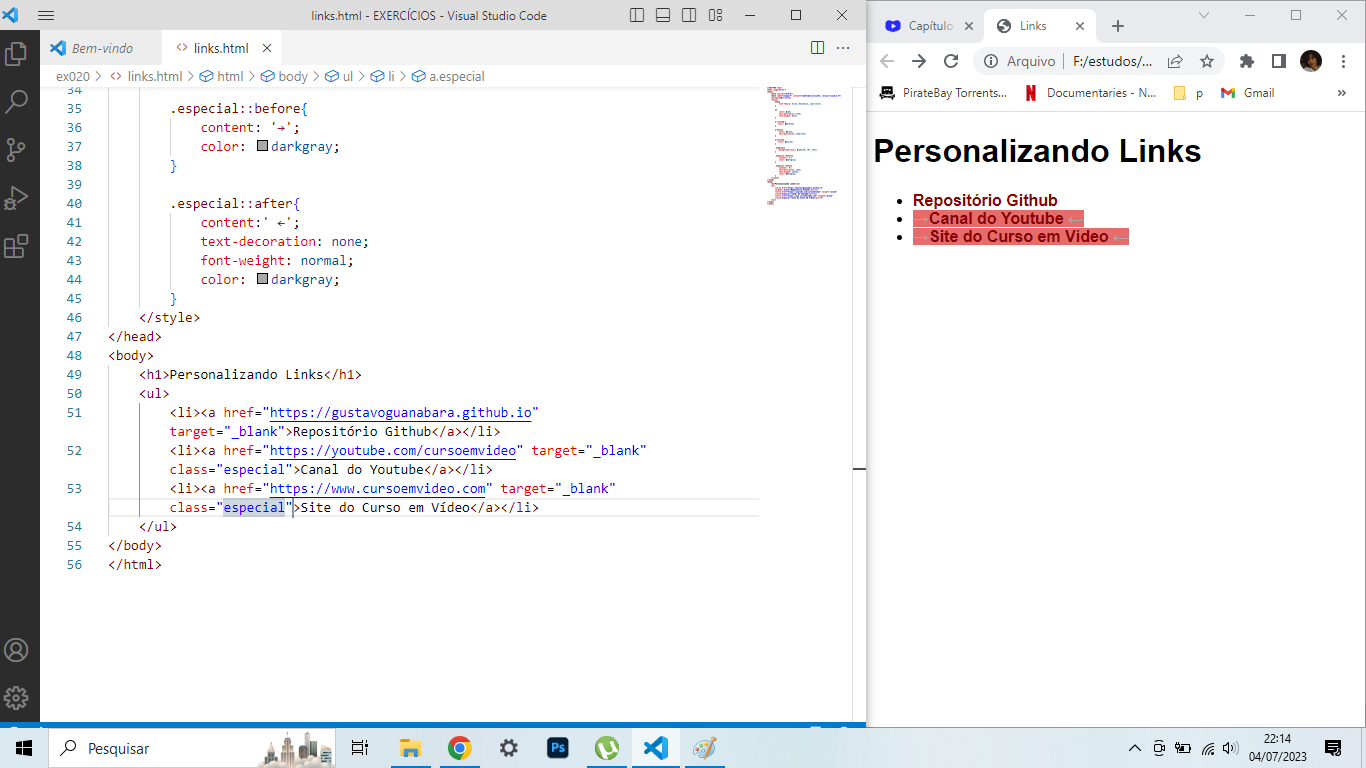 links.html - EXERCÍCIOS - Visual Studio Code
Bem-vindo
<> links.html
ex020 > <> links.html > html > body > ul > li > a.especial
34
35 .especial::before{
36 content: '→';
37 color: darkgray;
38 }
39
40 .especial::after{
41 content:' ←';
42 text-decoration: none;
43 font-weight: normal;
44 color: darkgray;
45 }
46 </style>
47 </head>
48 <body>
49 <h1>Personalizando Links</h1>
50 <ul>
51 <li><a href="https://gustavoguanabara.github.io"
target="_blank">Repositório Github</a></li>
52 <li><a href="https://youtube.com/cursoemvideo" target="_blank"
class="especial">Canal do Youtube</a></li>
53 <li><a href="https://www.cursoemvideo.com" target="_blank"
class="especial">Site do Curso em Vídeo</a></li>
54 </ul>
55 </body>
56 </html>
Capítulo
Links
Arquivo | F:/estudos/...
PirateBay Torrents...
N Documentaries - N...
p
Gmail
»
Personalizando Links
• Repositório Github
• →Canal do Youtube ←
• →Site do Curso em Vídeo ←
Pesquisar
Ps
22:14
04/07/2023